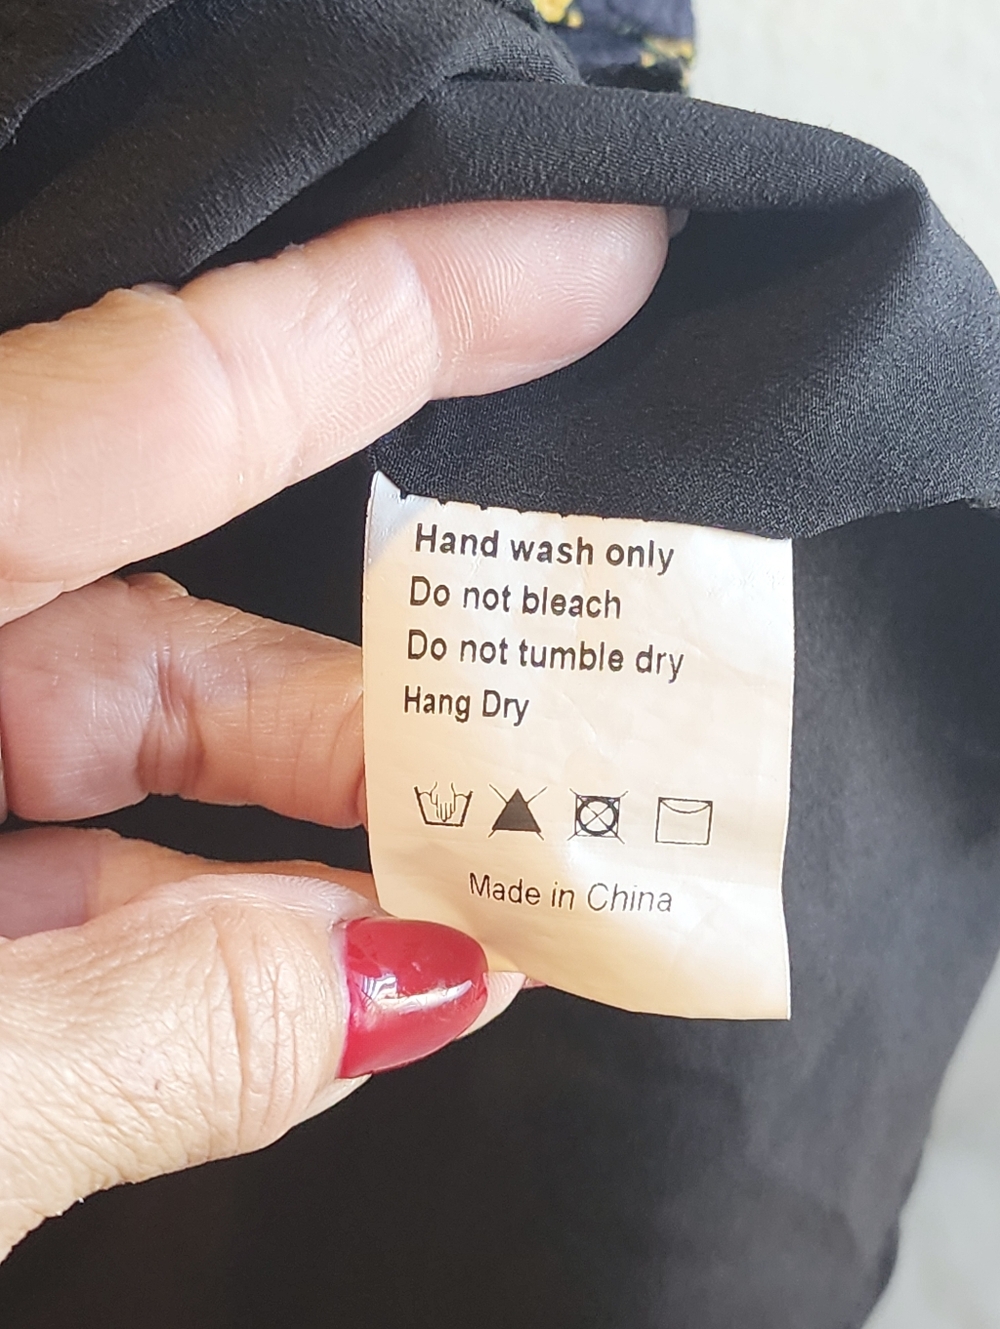 Hand wash only
Do not bleach
Do not tumble dry
Hang Dry
Made in China